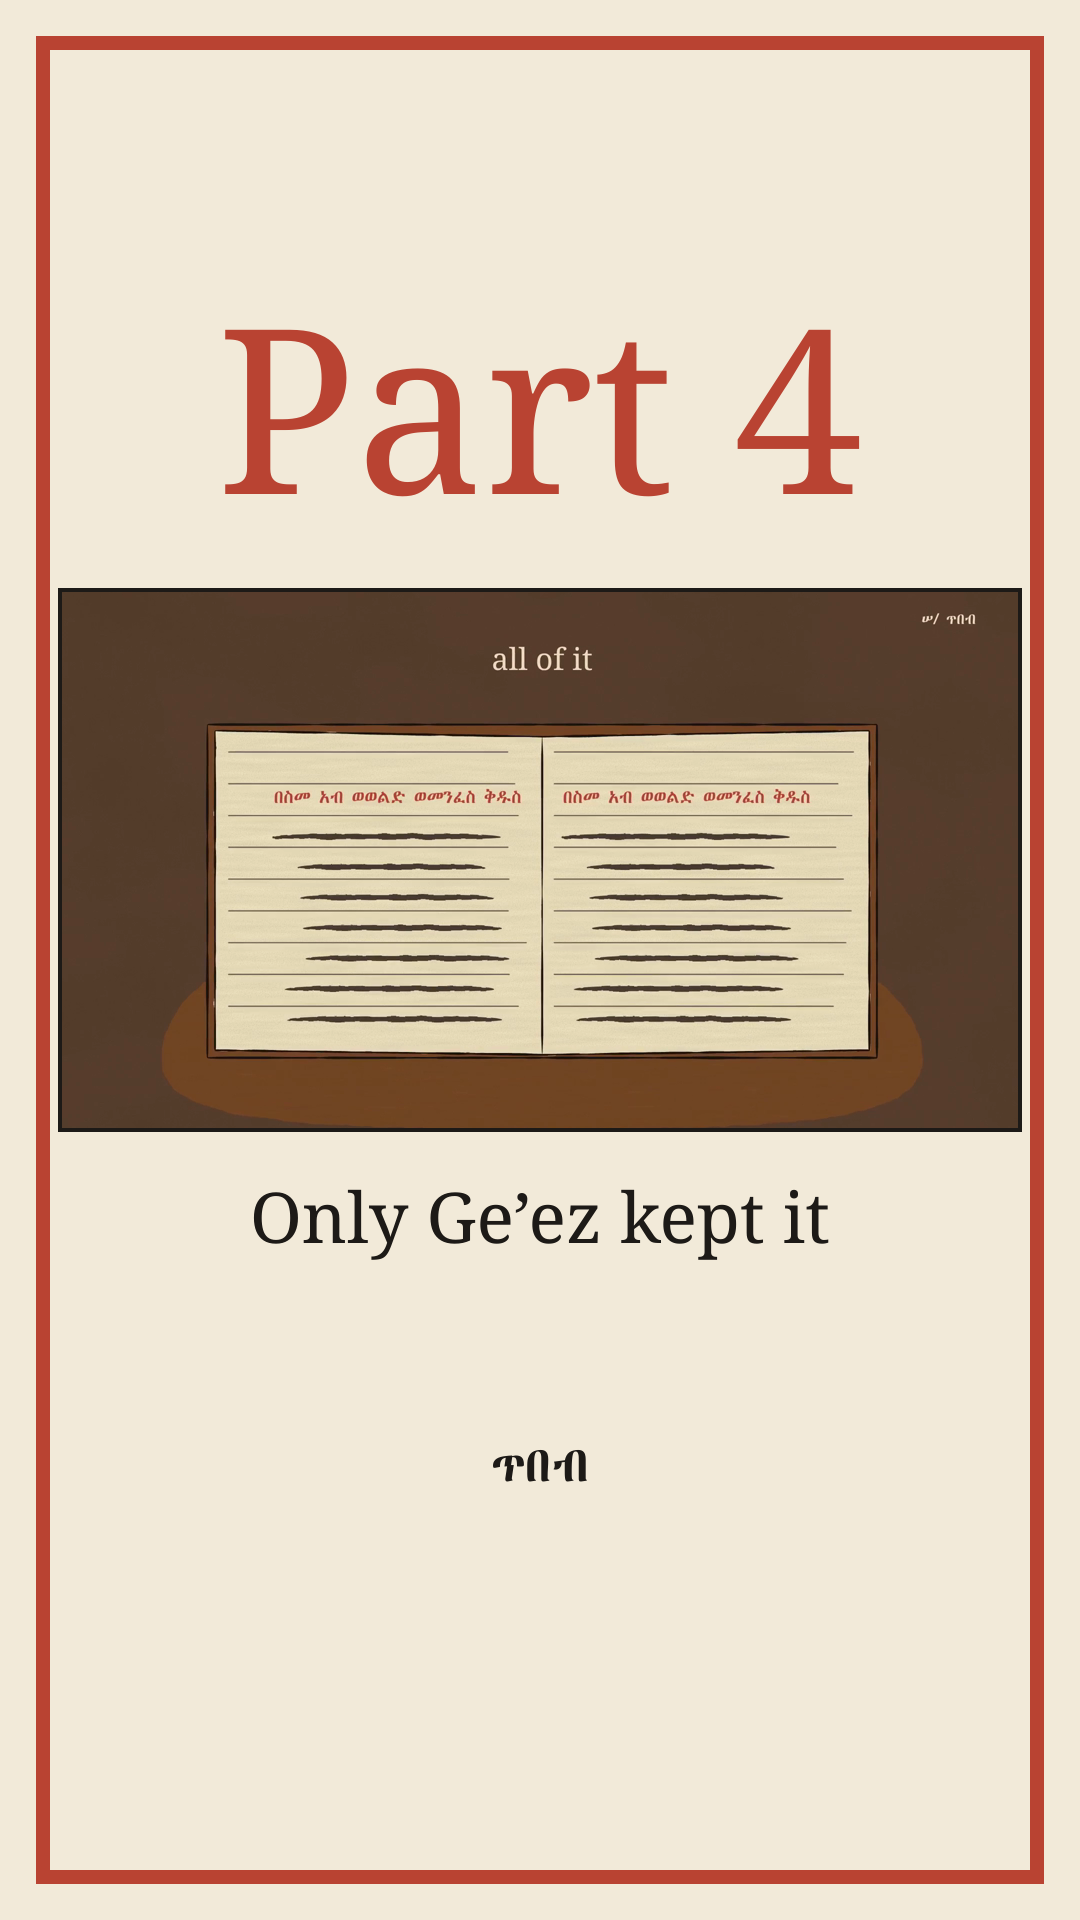 Part 4
ሠ/ ጥበብ
all of it
በስመ አብ ወወልድ ወመንፈስ ቅዱስ
በስመ አብ ወወልድ ወመንፈስ ቅዱስ
Only Ge’ez kept it
ጥበብ